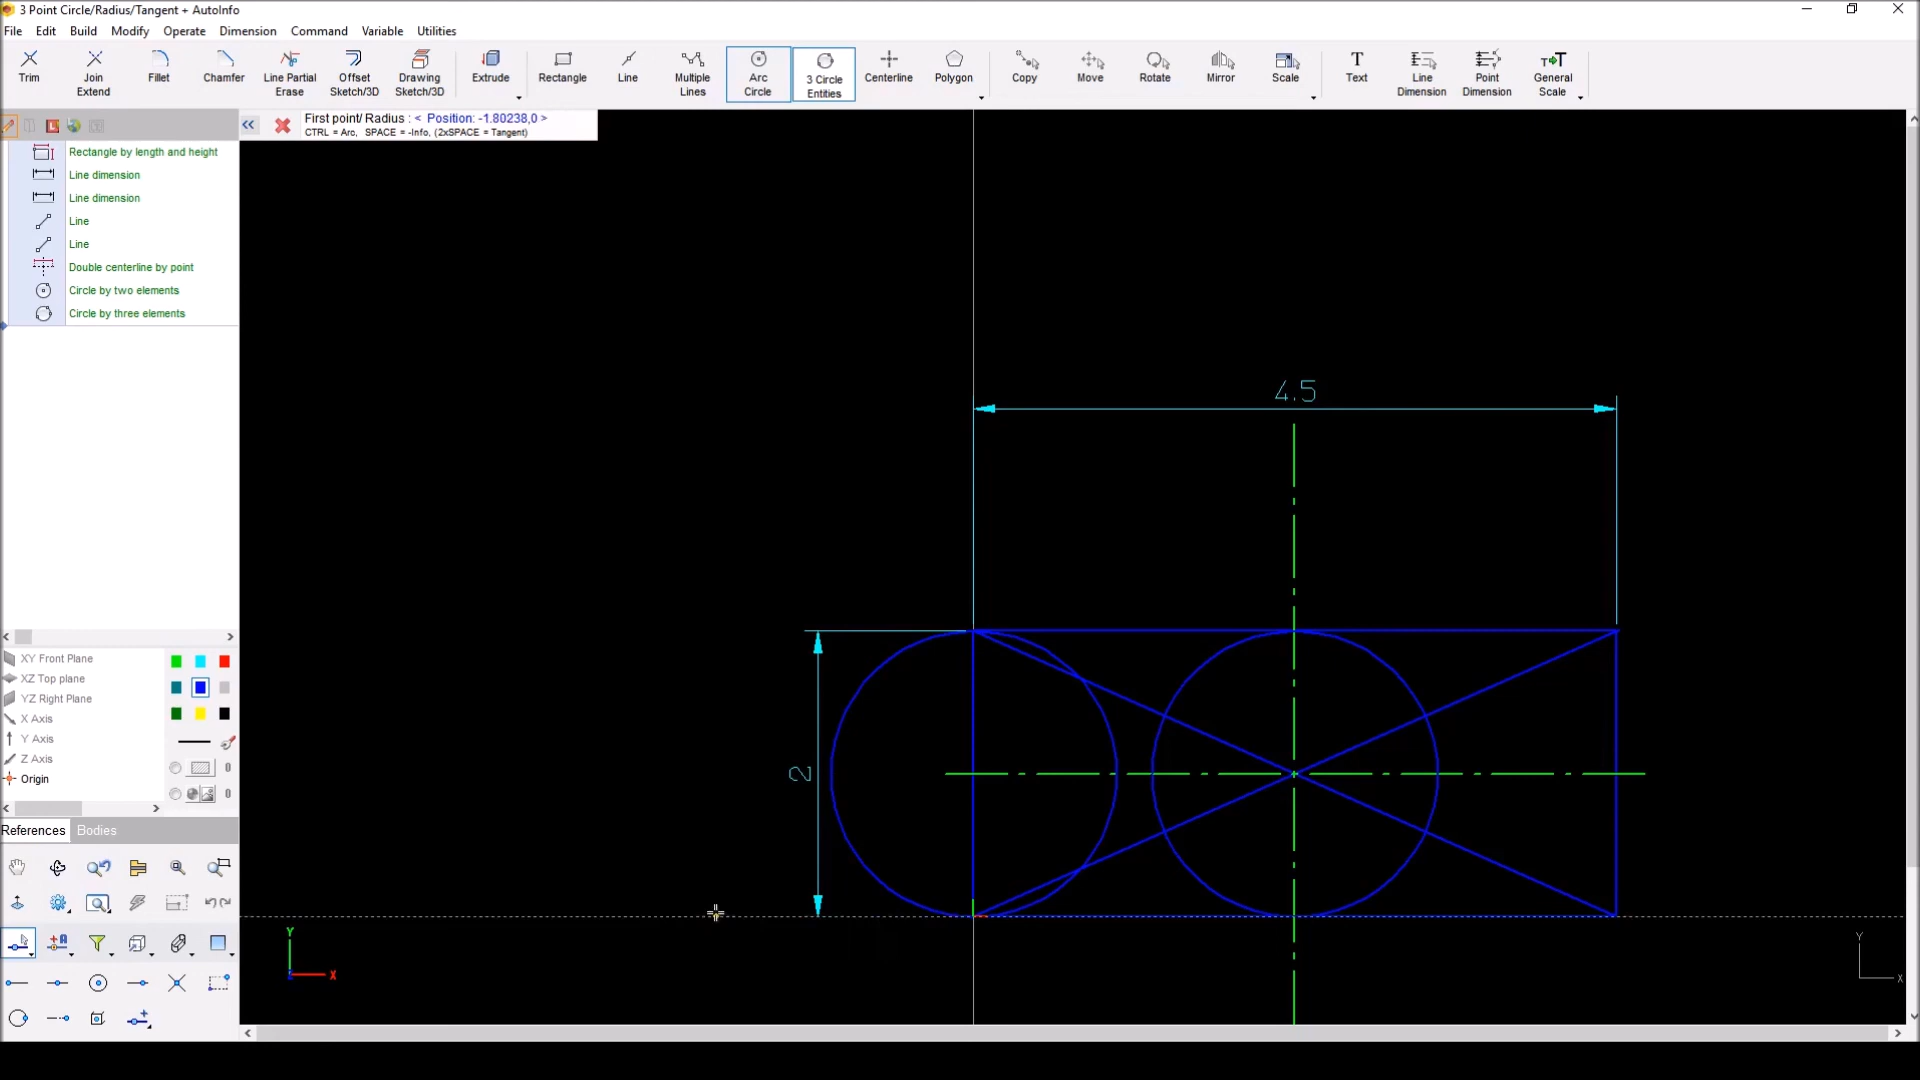 3 Point Circle/Radius/Tangent + AutoInfo
File Edit Build Modify Operate Dimension Command Variable Utilities
Trim
Join Extend
Fillet
Chamfer
Line Partial Erase
Offset Sketch/3D
Drawing Sketch/3D
Extrude
Rectangle
Line
Multiple Lines
Arc Circle
3 Circle Entities
Centerline
Polygon
Copy
Move
Rotate
Mirror
Scale
Text
Line Dimension
Point Dimension
General Scale
First point/ Radius : < Position: -1.80238,0 >
CTRL = Arc, SPACE = -Info, (2xSPACE = Tangent)
Rectangle by length and height
Line dimension
Line dimension
Line
Line
Double centerline by point
Circle by two elements
Circle by three elements
4.5
2
XY Front Plane
XZ Top plane
YZ Right Plane
X Axis
Y Axis
Z Axis
Origin
0
0
References Bodies
Y
X
Y
X